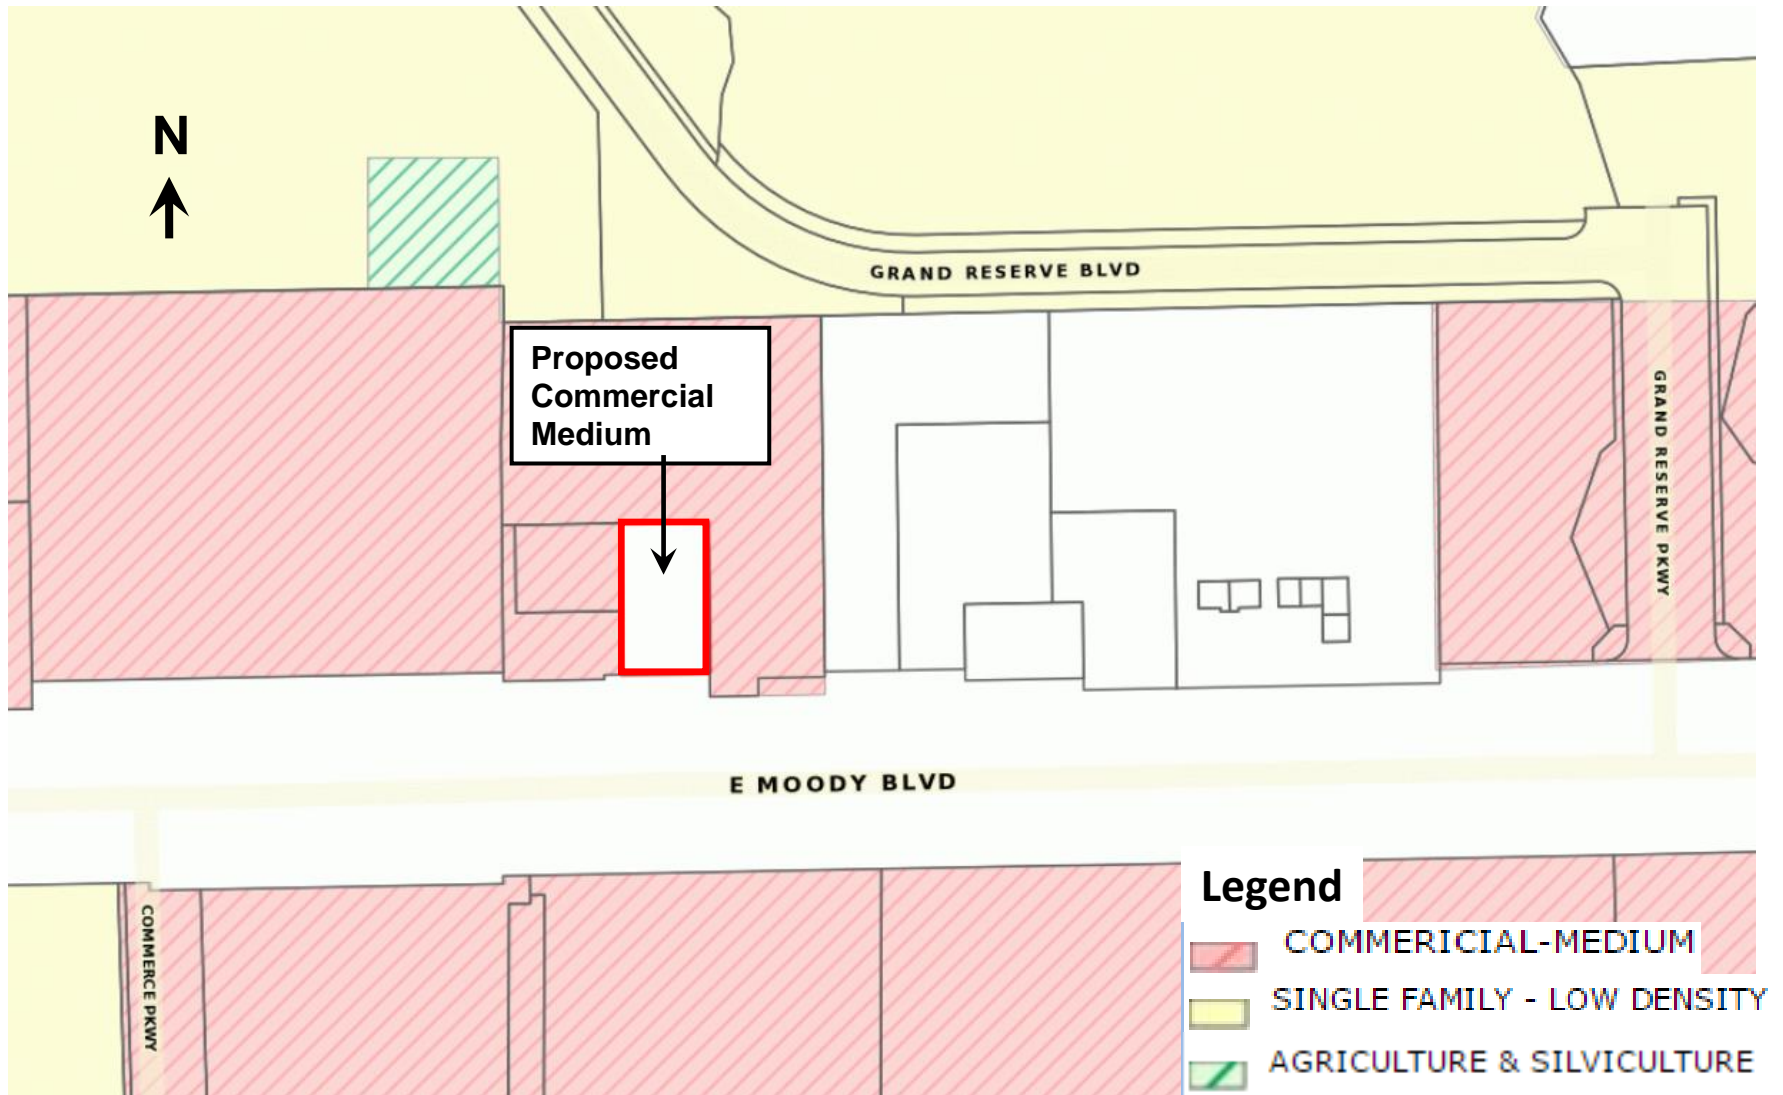 N
GRAND RESERVE BLVD
Proposed
Commercial
Medium
GRAND RESERVE PKWY
E MOODY BLVD
COMMERCE PKWY
Legend
COMMERICIAL-MEDIUM
SINGLE FAMILY - LOW DENSITY
AGRICULTURE & SILVICULTURE